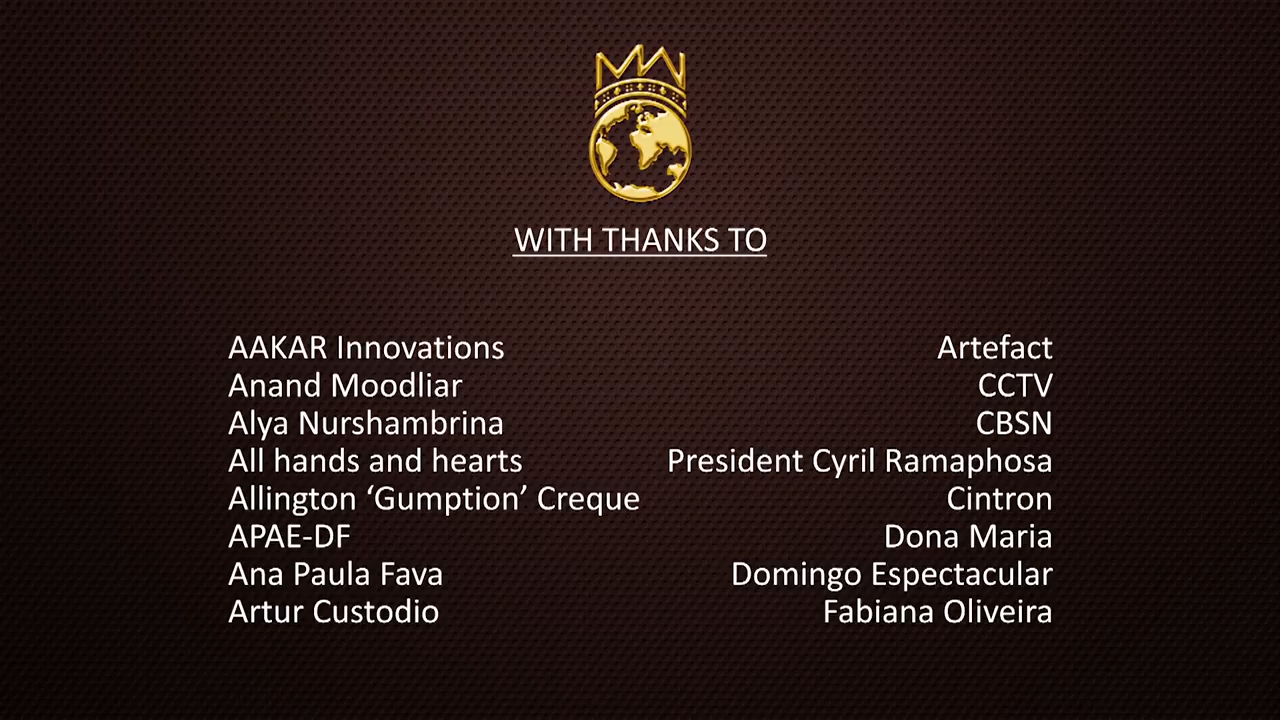 WITH THANKS TO
AAKAR Innovations
Anand Moodliar
Alya Nurshambrina
All hands and hearts
Allington ‘Gumption’ Creque
APAE-DF
Ana Paula Fava
Artur Custodio
Artefact
CCTV
CBSN
President Cyril Ramaphosa
Cintron
Dona Maria
Domingo Espectacular
Fabiana Oliveira